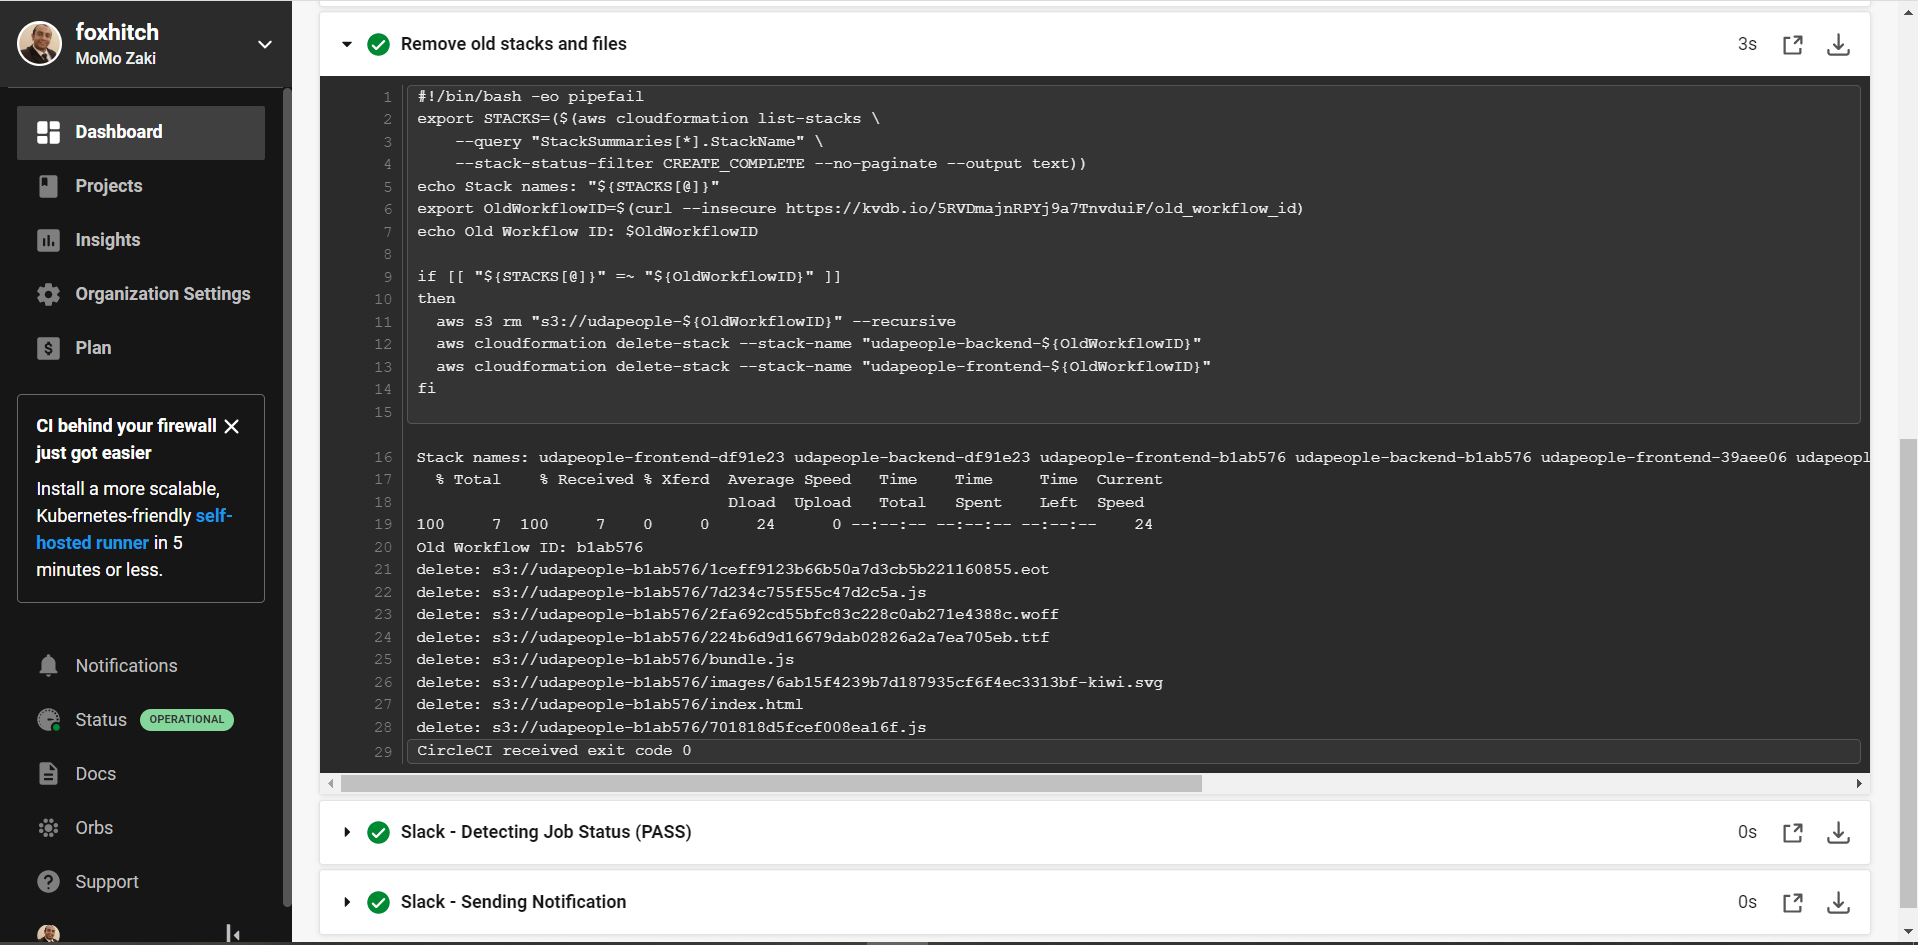 foxhitch
MoMo Zaki
Dashboard
Projects
Insights
Organization Settings
Plan
CI behind your firewall
just got easier
Install a more scalable,
Kubernetes-friendly self-
hosted runner in 5
minutes or less.
Notifications
Status OPERATIONAL
Docs
Orbs
Support
Remove old stacks and files 3s
1 #!/bin/bash -eo pipefail
2 export STACKS=($(aws cloudformation list-stacks \
3     --query "StackSummaries[*].StackName" \
4     --stack-status-filter CREATE_COMPLETE --no-paginate --output text))
5 echo Stack names: "${STACKS[@]}"
6 export OldWorkflowID=$(curl --insecure https://kvdb.io/5RVDmajnRPYj9a7TnvduiF/old_workflow_id)
7 echo Old Workflow ID: $OldWorkflowID
8
9 if [[ "${STACKS[@]}" =~ "${OldWorkflowID}" ]]
10 then
11   aws s3 rm "s3://udapeople-${OldWorkflowID}" --recursive
12   aws cloudformation delete-stack --stack-name "udapeople-backend-${OldWorkflowID}"
13   aws cloudformation delete-stack --stack-name "udapeople-frontend-${OldWorkflowID}"
14 fi
15
16 Stack names: udapeople-frontend-df91e23 udapeople-backend-df91e23 udapeople-frontend-b1ab576 udapeople-backend-b1ab576 udapeople-frontend-39aee06 udapeopl
17   % Total    % Received % Xferd  Average Speed   Time    Time     Time  Current
18                                  Dload  Upload   Total   Spent    Left  Speed
19 100     7  100     7    0     0     24      0 --:--:-- --:--:-- --:--:--    24
20 Old Workflow ID: b1ab576
21 delete: s3://udapeople-b1ab576/1ceff9123b66b50a7d3cb5b221160855.eot
22 delete: s3://udapeople-b1ab576/7d234c755f55c47d2c5a.js
23 delete: s3://udapeople-b1ab576/2fa692cd55bfc83c228c0ab271e4388c.woff
24 delete: s3://udapeople-b1ab576/224b6d9d16679dab02826a2a7ea705eb.ttf
25 delete: s3://udapeople-b1ab576/bundle.js
26 delete: s3://udapeople-b1ab576/images/6ab15f4239b7d187935cf6f4ec3313bf-kiwi.svg
27 delete: s3://udapeople-b1ab576/index.html
28 delete: s3://udapeople-b1ab576/701818d5fcef008ea16f.js
29 CircleCI received exit code 0
Slack - Detecting Job Status (PASS) 0s
Slack - Sending Notification 0s